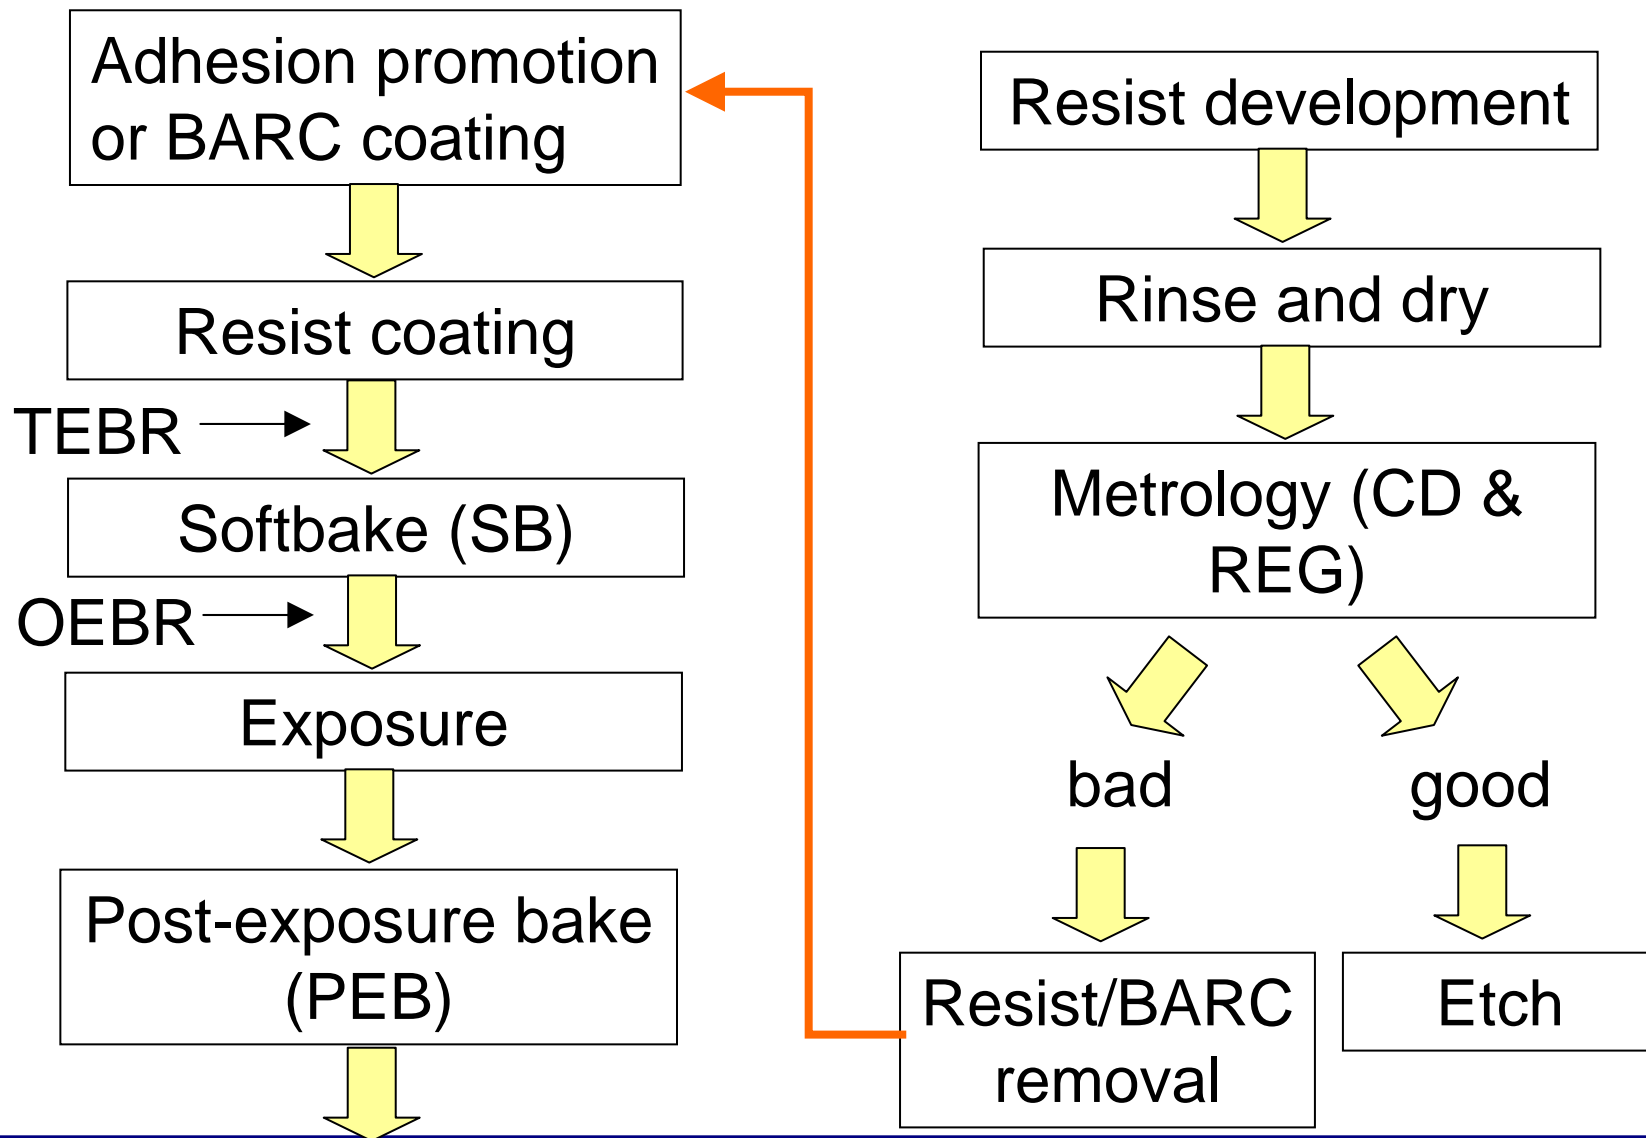 Adhesion promotion
or BARC coating
Resist coating
TEBR
Softbake (SB)
OEBR
Exposure
Post-exposure bake
(PEB)
Resist development
Rinse and dry
Metrology (CD &
REG)
bad
good
Resist/BARC
removal
Etch